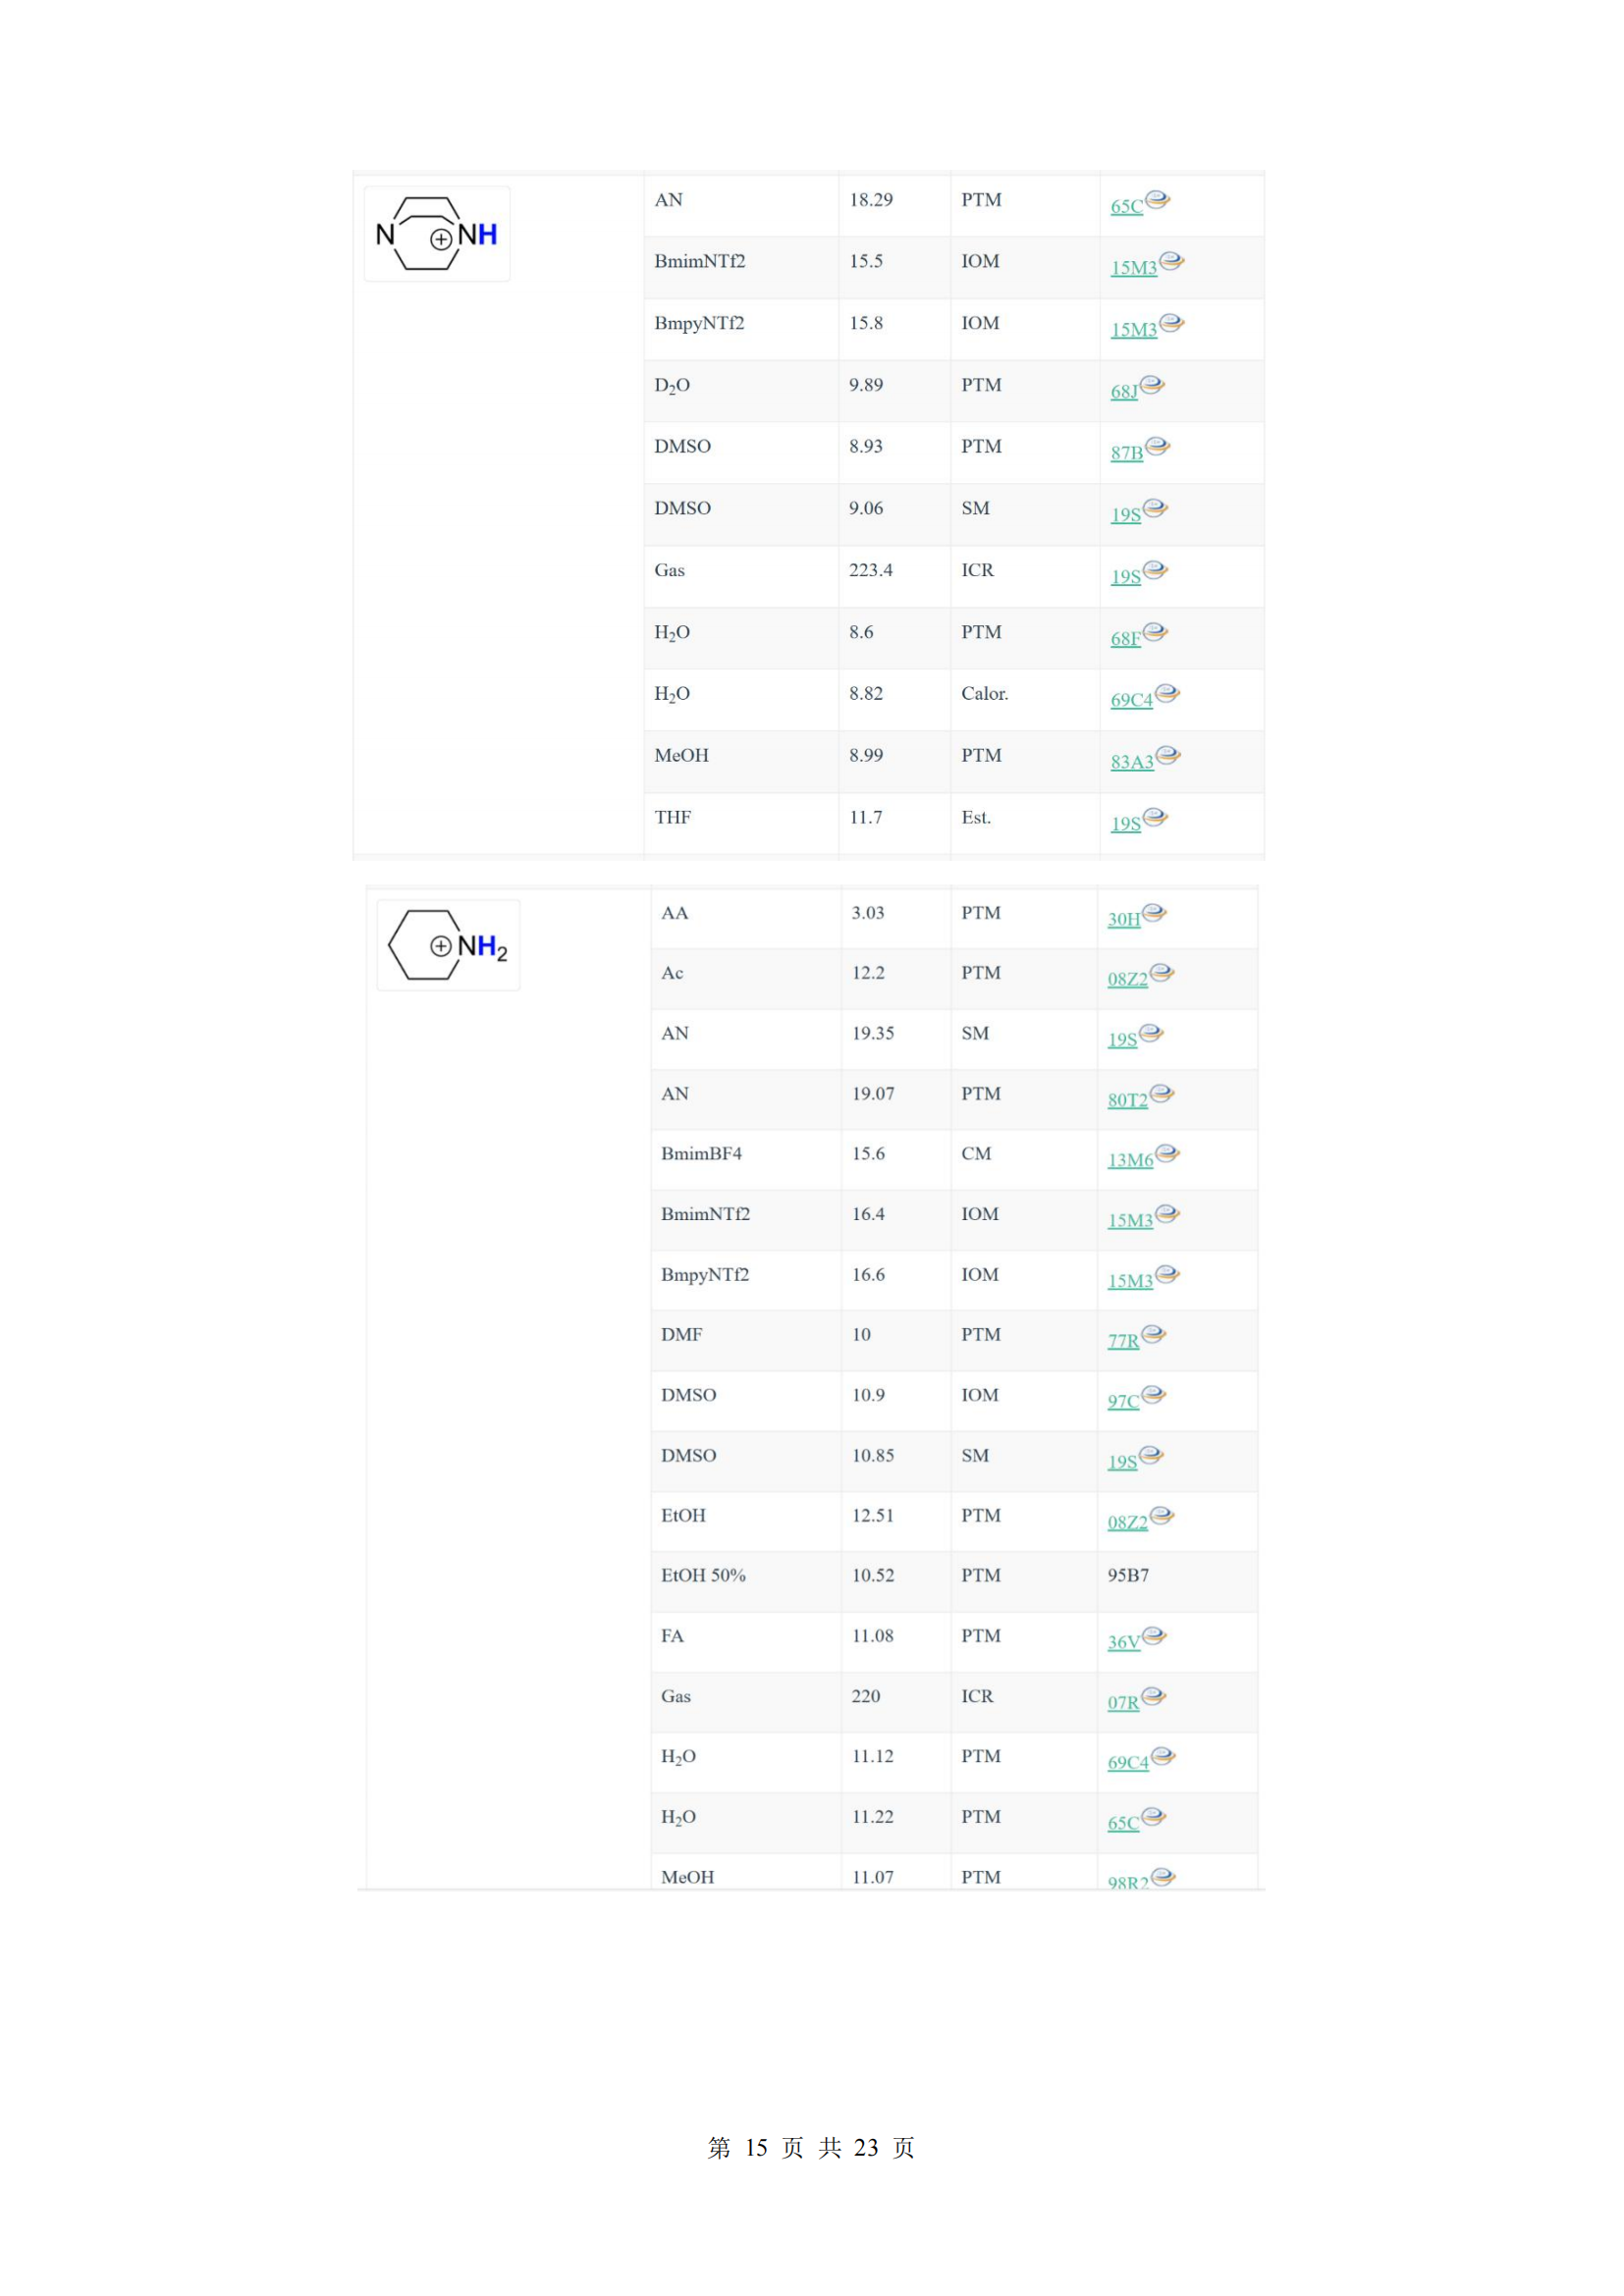 N ⊕ NH
AN 18.29 PTM 65C
BmimNTf2 15.5 IOM 15M3
BmpyNTf2 15.8 IOM 15M3
D₂O 9.89 PTM 68J
DMSO 8.93 PTM 87B
DMSO 9.06 SM 19S
Gas 223.4 ICR 19S
H₂O 8.6 PTM 68F
H₂O 8.82 Calor. 69C4
MeOH 8.99 PTM 83A3
THF 11.7 Est. 19S
⊕ NH₂
AA 3.03 PTM 30H
Ac 12.2 PTM 08Z2
AN 19.35 SM 19S
AN 19.07 PTM 80T2
BmimBF4 15.6 CM 13M6
BmimNTf2 16.4 IOM 15M3
BmpyNTf2 16.6 IOM 15M3
DMF 10 PTM 77R
DMSO 10.9 IOM 97C
DMSO 10.85 SM 19S
EtOH 12.51 PTM 08Z2
EtOH 50% 10.52 PTM 95B7
FA 11.08 PTM 36V
Gas 220 ICR 07R
H₂O 11.12 PTM 69C4
H₂O 11.22 PTM 65C
MeOH 11.07 PTM 98R2
第 15 页 共 23 页